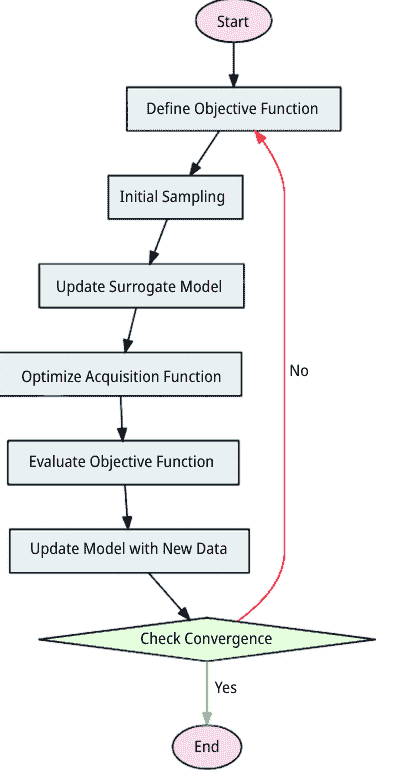 Start
Define Objective Function
Initial Sampling
Update Surrogate Model
Optimize Acquisition Function
No
Evaluate Objective Function
Update Model with New Data
Check Convergence
Yes
End